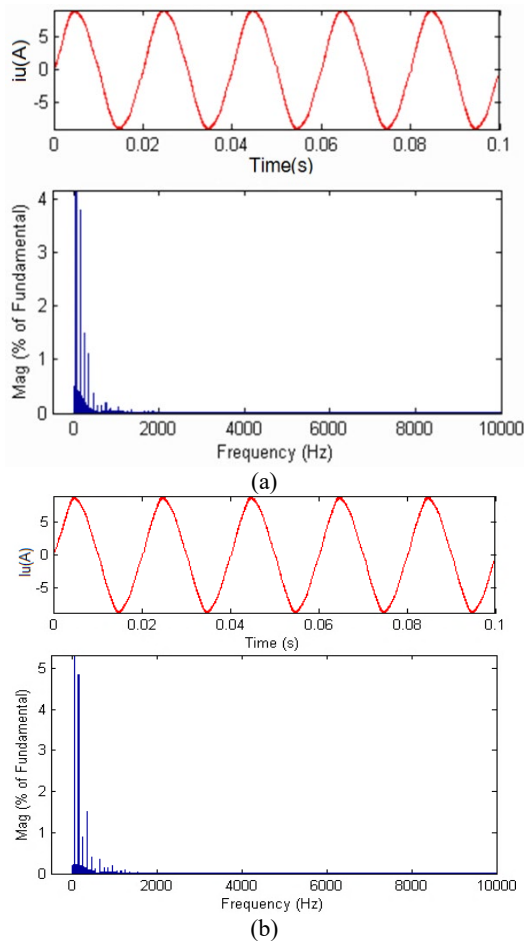 iu(A)
5
0
-5
0 0.02 0.04 0.06 0.08 0.1
Time(s)
Mag (% of Fundamental)
4
3
2
1
0
0 2000 4000 6000 8000 10000
Frequency (Hz)
(a)
Iu(A)
5
0
-5
0 0.02 0.04 0.06 0.08 0.1
Time (s)
Mag (% of Fundamental)
5
4
3
2
1
0
0 2000 4000 6000 8000 10000
Frequency (Hz)
(b)